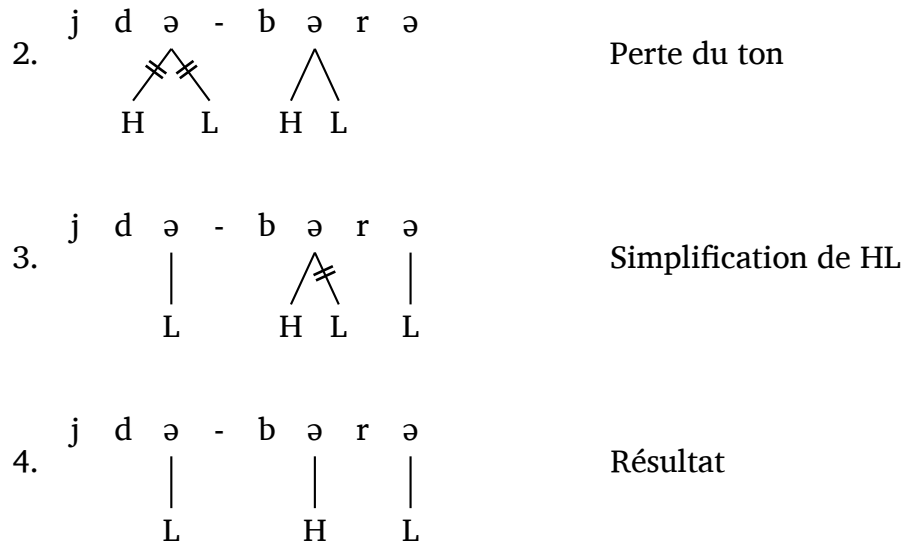 j d ə - b ə r ə
2. Perte du ton
H L H L
j d ə - b ə r ə
3. Simplification de HL
L H L L
j d ə - b ə r ə
4. Résultat
L H L